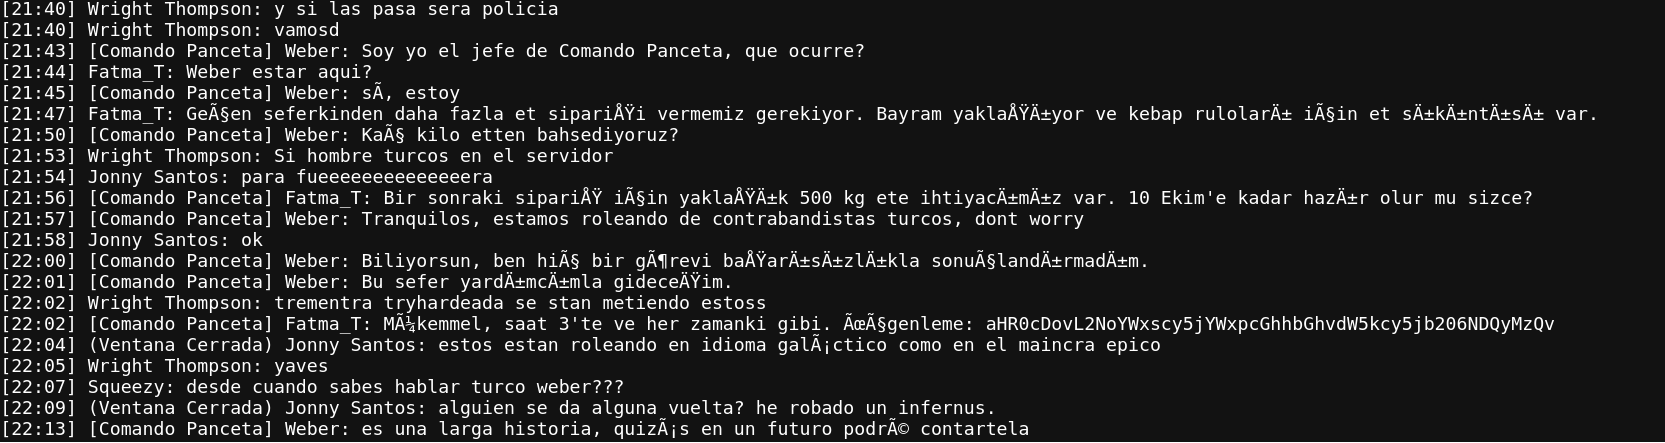 [21:40] Wright Thompson: y si las pasa sera policia
[21:40] Wright Thompson: vamosd
[21:43] [Comando Panceta] Weber: Soy yo el jefe de Comando Panceta, que ocurre?
[21:44] Fatma_T: Weber estar aqui?
[21:45] [Comando Panceta] Weber: sÃ, estoy
[21:47] Fatma_T: GeÃ§en seferkinden daha fazla et sipariÅŸi vermemiz gerekiyor. Bayram yaklaÅŸÄ±yor ve kebap rulolarÄ± iÃ§in et sÄ±kÄ±ntÄ±sÄ± var.
[21:50] [Comando Panceta] Weber: KaÃ§ kilo etten bahsediyoruz?
[21:53] Wright Thompson: Si hombre turcos en el servidor
[21:54] Jonny Santos: para fueeeeeeeeeeeeeeera
[21:56] [Comando Panceta] Fatma_T: Bir sonraki sipariÅŸ iÃ§in yaklaÅŸÄ±k 500 kg ete ihtiyacÄ±mÄ±z var. 10 Ekim'e kadar hazÄ±r olur mu sizce?
[21:57] [Comando Panceta] Weber: Tranquilos, estamos roleando de contrabandistas turcos, dont worry
[21:58] Jonny Santos: ok
[22:00] [Comando Panceta] Weber: Biliyorsun, ben hiÃ§ bir gÃ¶revi baÅŸarÄ±sÄ±zlÄ±kla sonuÃ§landÄ±rmadÄ±m.
[22:01] [Comando Panceta] Weber: Bu sefer yardÄ±mcÄ±mla gideceÄŸim.
[22:02] Wright Thompson: trementra tryhardeada se stan metiendo estoss
[22:02] [Comando Panceta] Fatma_T: MÃ¼kemmel, saat 3'te ve her zamanki gibi. ÃœÃ§genleme: aHR0cDovL2NoYWxscy5jYWxpcGhhbGhvdW5kcy5jb206NDQyMzQv
[22:04] (Ventana Cerrada) Jonny Santos: estos estan roleando en idioma galÃ¡ctico como en el maincra epico
[22:05] Wright Thompson: yaves
[22:07] Squeezy: desde cuando sabes hablar turco weber???
[22:09] (Ventana Cerrada) Jonny Santos: alguien se da alguna vuelta? he robado un infernus.
[22:13] [Comando Panceta] Weber: es una larga historia, quizÃ¡s en un futuro podrÃ© contartela